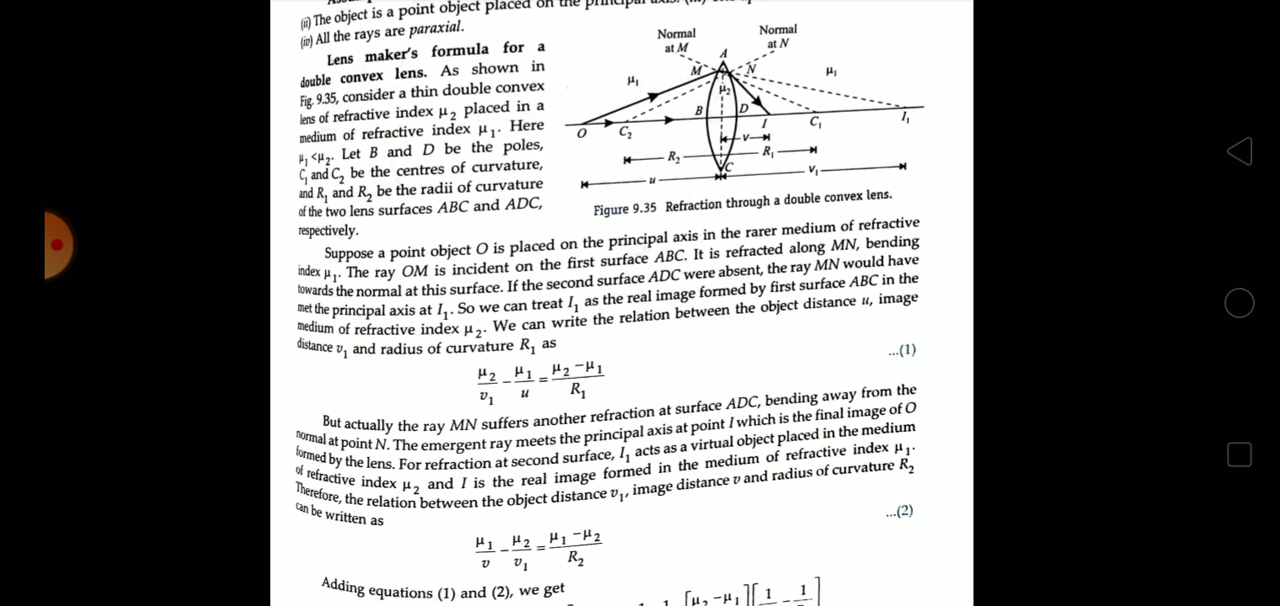 (ii) The object is a point object placed on the principal
(iv) All the rays are paraxial.
Lens maker's formula for a
double convex lens. As shown in
Fig. 9.35, consider a thin double convex
lens of refractive index μ₂ placed in a
medium of refractive index μ₁. Here
μ₁ <μ₂. Let B and D be the poles,
C₁ and C₂ be the centres of curvature,
and R₁ and R₂ be the radii of curvature
of the two lens surfaces ABC and ADC,
respectively.
Normal
at M
Normal
at N
A
M
N
μ₁
μ₁
μ₂
B
D
O
C₂
I
C₁
I₁
v
R₂
R₁
C
u
v₁
Figure 9.35 Refraction through a double convex lens.
Suppose a point object O is placed on the principal axis in the rarer medium of refractive
index μ₁. The ray OM is incident on the first surface ABC. It is refracted along MN, bending
towards the normal at this surface. If the second surface ADC were absent, the ray MN would have
met the principal axis at I₁. So we can treat I₁ as the real image formed by first surface ABC in the
medium of refractive index μ₂. We can write the relation between the object distance u, image
distance v₁ and radius of curvature R₁ as
μ₂/v₁ − μ₁/u = μ₂ − μ₁/R₁ ...(1)
But actually the ray MN suffers another refraction at surface ADC, bending away from the
normal at point N. The emergent ray meets the principal axis at point I which is the final image of O
formed by the lens. For refraction at second surface, I₁ acts as a virtual object placed in the medium
of refractive index μ₂ and I is the real image formed in the medium of refractive index μ₁.
Therefore, the relation between the object distance v₁, image distance v and radius of curvature R₂
can be written as
μ₁/v − μ₂/v₁ = μ₁ − μ₂/R₂ ...(2)
Adding equations (1) and (2), we get